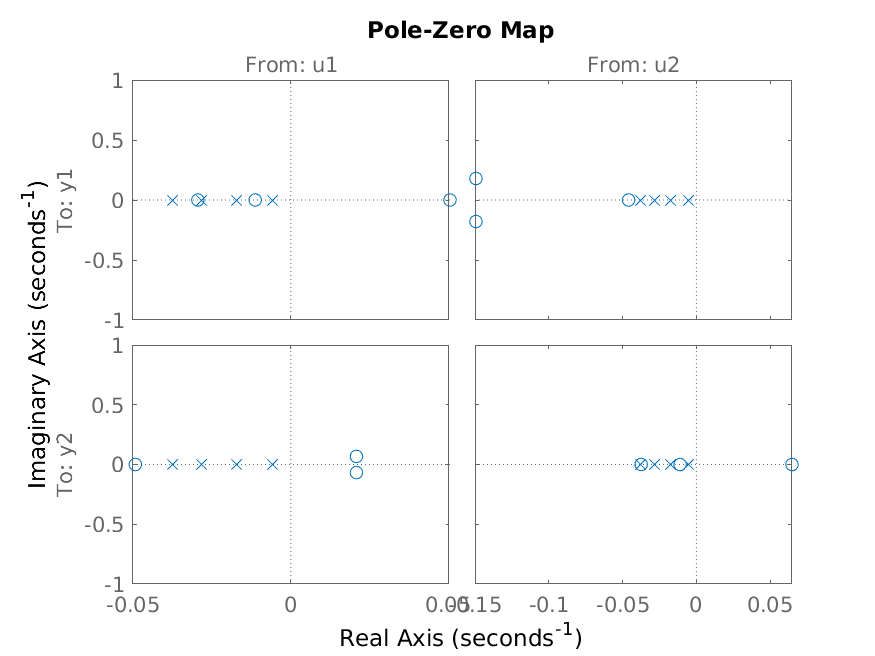 Pole-Zero Map
From: u1
From: u2
Imaginary Axis (seconds^-1)
To: y1
1
0.5
0
-0.5
-1
To: y2
1
0.5
0
-0.5
-1
-0.05
0
0.05
-0.15
-0.1
-0.05
0
0.05
Real Axis (seconds^-1)